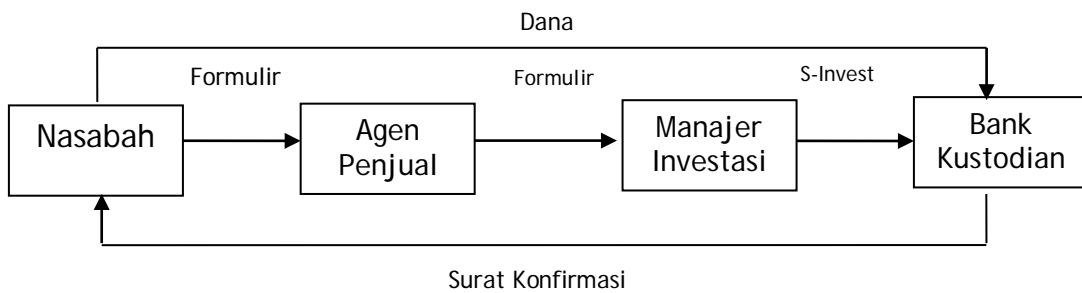 Dana
Formulir
Formulir
S-Invest
Nasabah
Agen
Penjual
Manajer
Investasi
Bank
Kustodian
Surat Konfirmasi